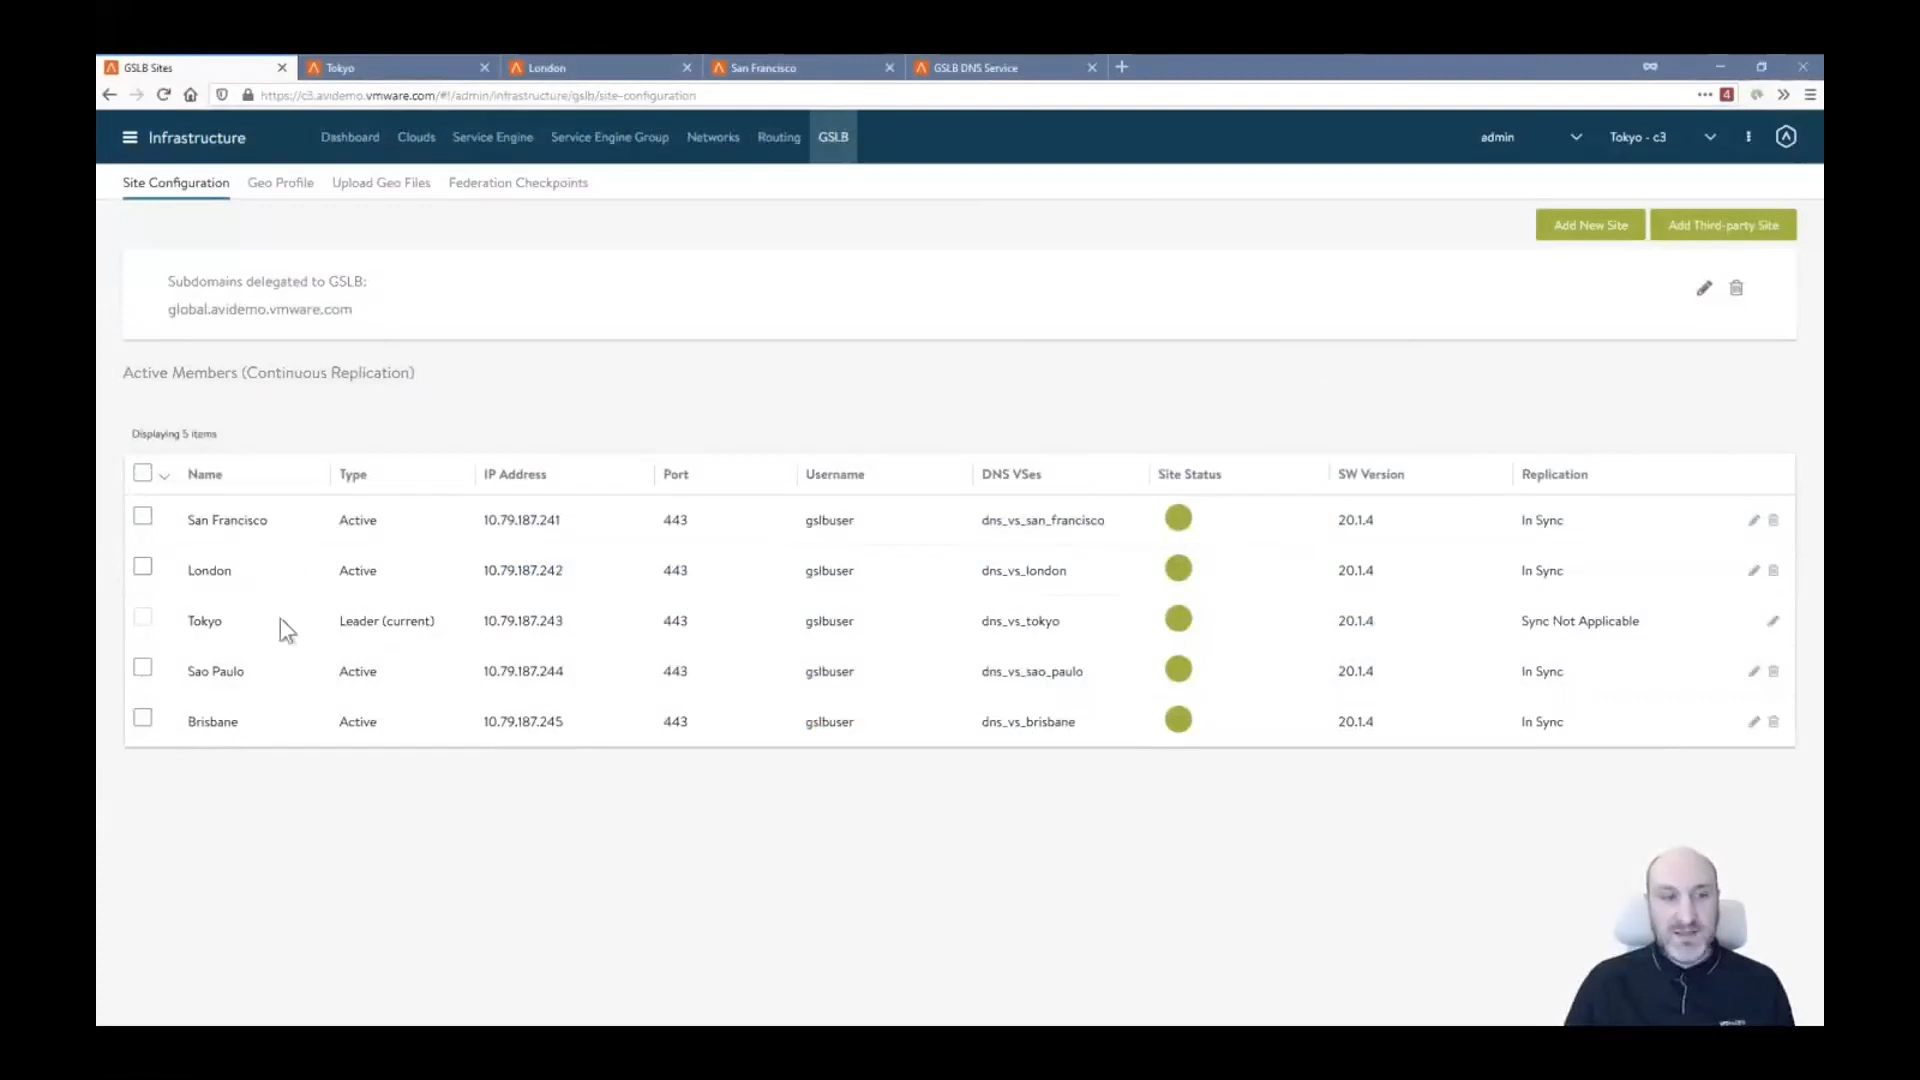 GSLB Sites
Tokyo
London
San Francisco
GSLB DNS Service
https://c3.avidemo.vmware.com/#!/admin/infrastructure/gslb/site-configuration
4
Infrastructure
Dashboard
Clouds
Service Engine
Service Engine Group
Networks
Routing
GSLB
admin
Tokyo - c3
Site Configuration
Geo Profile
Upload Geo Files
Federation Checkpoints
Add New Site
Add Third-party Site
Subdomains delegated to GSLB:
global.avidemo.vmware.com
Active Members (Continuous Replication)
Displaying 5 items
Name Type IP Address Port Username DNS VSes Site Status SW Version Replication
San Francisco Active 10.79.187.241 443 gslbuser dns_vs_san_francisco 20.1.4 In Sync
London Active 10.79.187.242 443 gslbuser dns_vs_london 20.1.4 In Sync
Tokyo Leader (current) 10.79.187.243 443 gslbuser dns_vs_tokyo 20.1.4 Sync Not Applicable
Sao Paulo Active 10.79.187.244 443 gslbuser dns_vs_sao_paulo 20.1.4 In Sync
Brisbane Active 10.79.187.245 443 gslbuser dns_vs_brisbane 20.1.4 In Sync